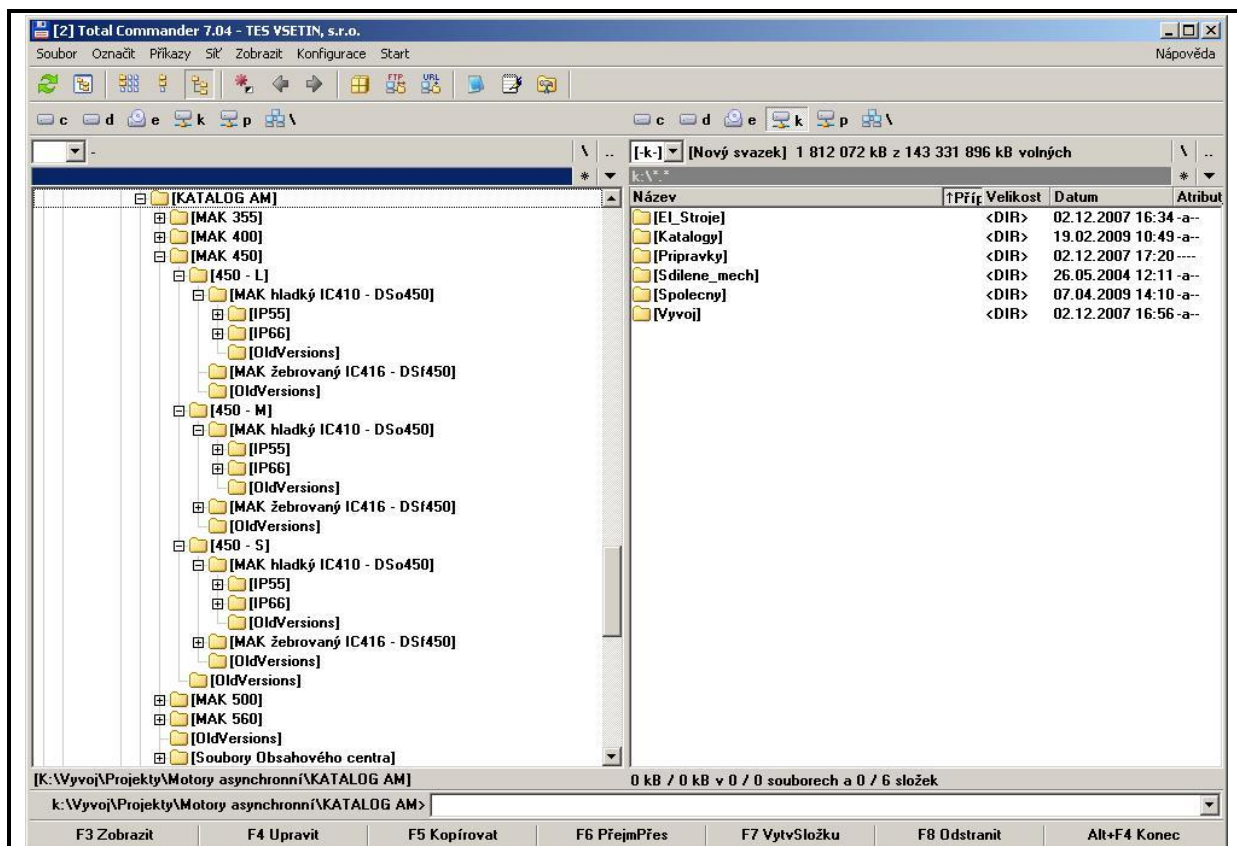 [2] Total Commander 7.04 - TES VSETIN, s.r.o.
Soubor Označit Příkazy Síť Zobrazit Konfigurace Start Nápověda
FTP URL
c d e k p \ c d e k p \
- \ .. [-k-] [Nový svazek] 1 812 072 kB z 143 331 896 kB volných \ ..
* k:\*.* *
Název ↑Příp Velikost Datum Atribut
[KATALOG AM]
[MAK 355]
[MAK 400]
[MAK 450]
[450 - L]
[MAK hladký IC410 - DSo450]
[IP55]
[IP66]
[OldVersions]
[MAK žebrovaný IC416 - DSf450]
[OldVersions]
[450 - M]
[MAK hladký IC410 - DSo450]
[IP55]
[IP66]
[OldVersions]
[MAK žebrovaný IC416 - DSf450]
[OldVersions]
[450 - S]
[MAK hladký IC410 - DSo450]
[IP55]
[IP66]
[OldVersions]
[MAK žebrovaný IC416 - DSf450]
[OldVersions]
[OldVersions]
[MAK 500]
[MAK 560]
[OldVersions]
[Soubory Obsahového centra]
[El_Stroje] <DIR> 02.12.2007 16:34 -a--
[Katalogy] <DIR> 19.02.2009 10:49 -a--
[Pripravky] <DIR> 02.12.2007 17:20 ----
[Sdilene_mech] <DIR> 26.05.2004 12:11 -a--
[Spolecny] <DIR> 07.04.2009 14:10 -a--
[Vyvoj] <DIR> 02.12.2007 16:56 -a--
[K:\Vyvoj\Projekty\Motory asynchronní\KATALOG AM] 0 kB / 0 kB v 0 / 0 souborech a 0 / 6 složek
k:\Vyvoj\Projekty\Motory asynchronní\KATALOG AM>
F3 Zobrazit F4 Upravit F5 Kopírovat F6 PřejmPřes F7 VytvSložku F8 Odstranit Alt+F4 Konec